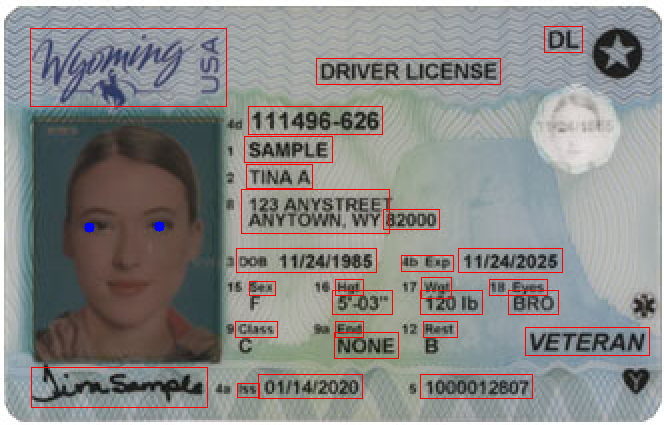 Wyoming USA
DL
DRIVER LICENSE
4d 111496-626
1 SAMPLE
2 TINA A
8 123 ANYSTREET
ANYTOWN, WY 82000
11/24/1985
3 DOB 11/24/1985 4b Exp 11/24/2025
15 Sex 16 Hgt 17 Wgt 18 Eyes
F 5'-03" 120 lb BRO
9 Class 9a End 12 Rest
C NONE B
VETERAN
Tina Sample
4a Iss 01/14/2020 5 1000012807